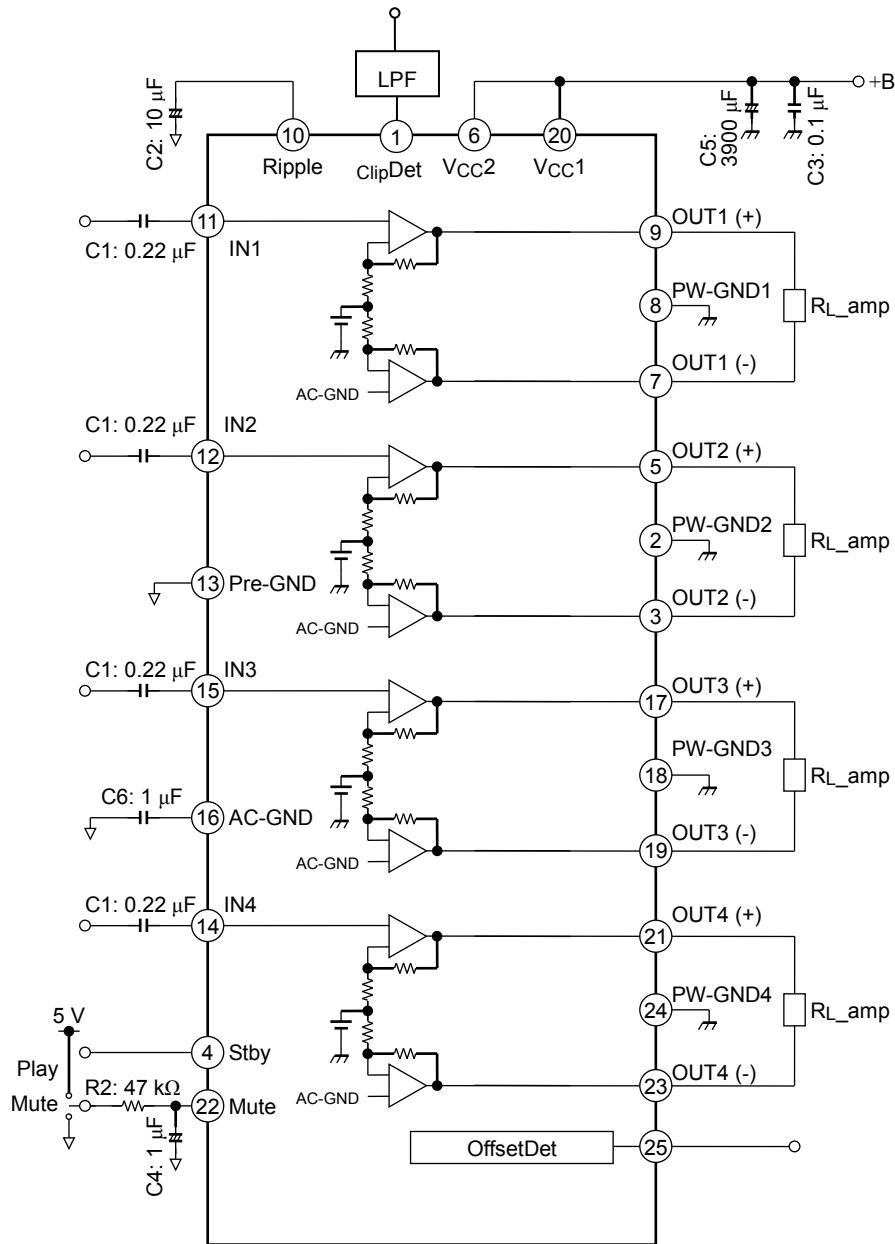 LPF
+B
C2: 10 µF
10
1
6
20
C5:
3900 µF
C3: 0.1 µF
Ripple
ClipDet
VCC2
VCC1
11
C1: 0.22 µF
IN1
9
OUT1 (+)
8
PW-GND1
RL_amp
AC-GND
7
OUT1 (-)
C1: 0.22 µF
IN2
12
5
OUT2 (+)
2
PW-GND2
RL_amp
13
Pre-GND
AC-GND
3
OUT2 (-)
C1: 0.22 µF
IN3
15
17
OUT3 (+)
18
PW-GND3
RL_amp
C6: 1 µF
16
AC-GND
AC-GND
19
OUT3 (-)
C1: 0.22 µF
IN4
14
21
OUT4 (+)
24
PW-GND4
RL_amp
5 V
Play
4
Stby
Mute
R2: 47 kΩ
22
Mute
C4: 1 µF
AC-GND
23
OUT4 (-)
OffsetDet
25